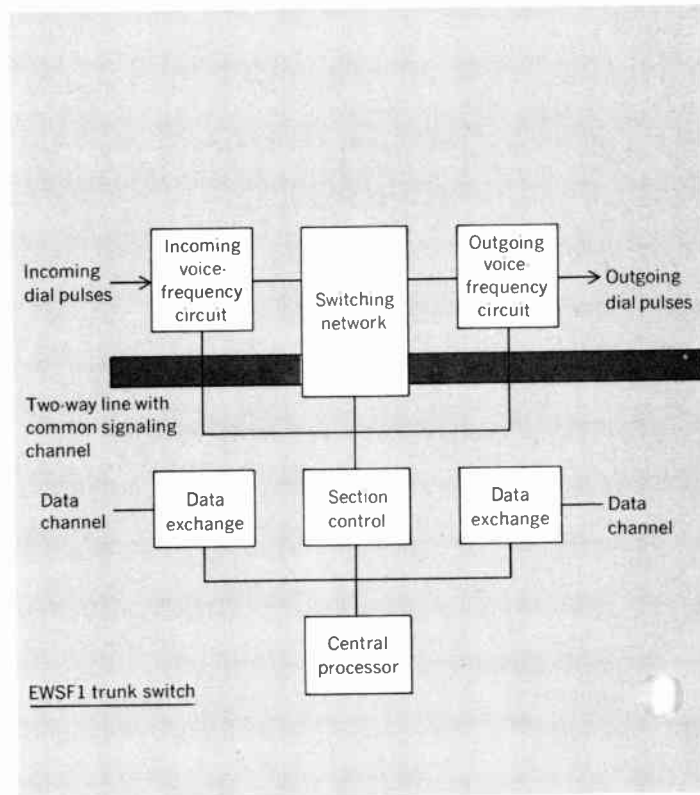 Incoming
voice-
frequency
circuit
Outgoing
voice-
frequency
circuit
Incoming
dial pulses
Switching
network
Outgoing
dial pulses
Two-way line with
common signaling
channel
Data
channel
Data
exchange
Section
control
Data
exchange
Data
channel
Central
processor
EWSF1 trunk switch